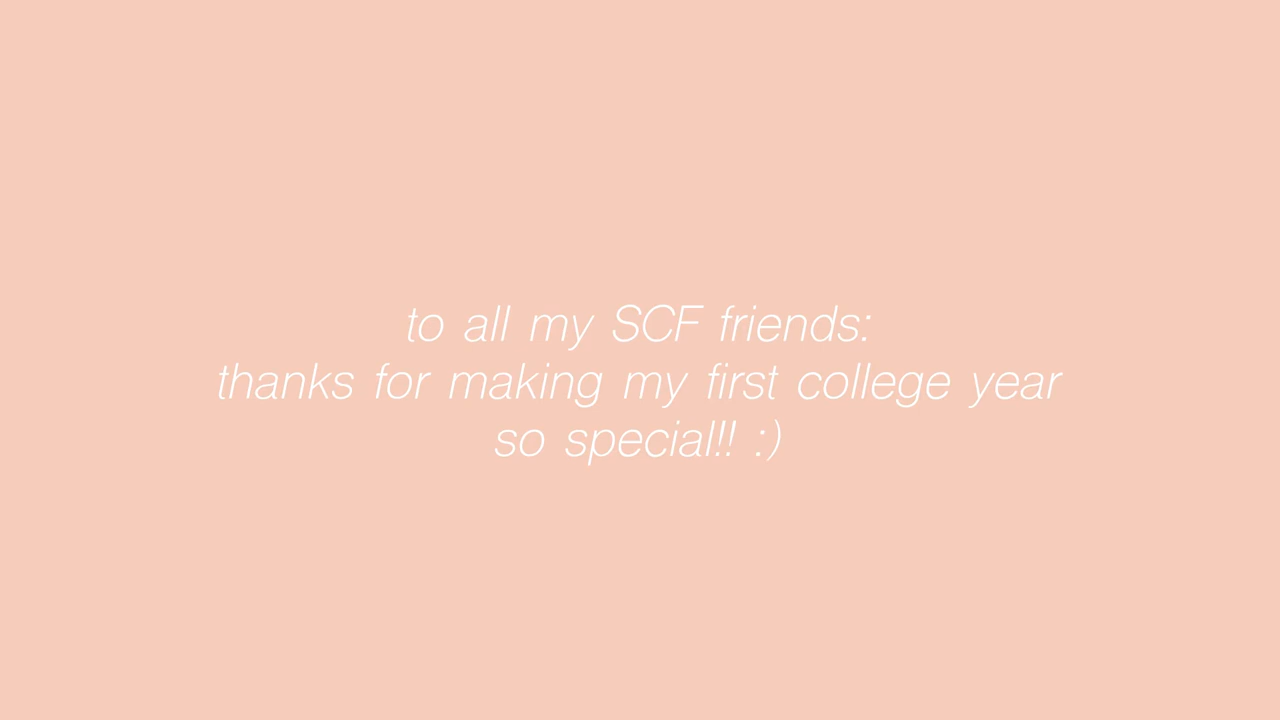 to all my SCF friends:
thanks for making my first college year
so special!! :)